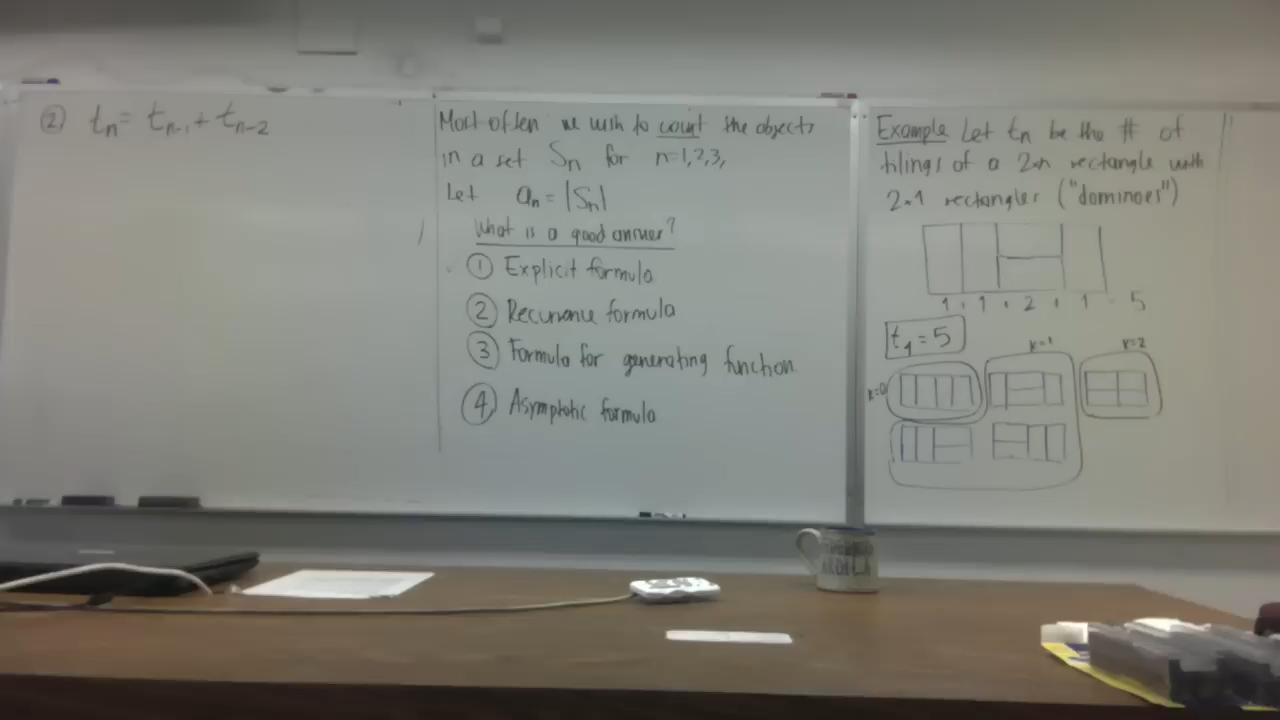 ② tn = tn-1 + tn-2
Most often we wish to count the objects
in a set Sn for n=1,2,3,
Let an = |Sn|
What is a good answer?
① Explicit formula
② Recurrence formula
③ Formula for generating function
④ Asymptotic formula
Example Let tn be the # of
tilings of a 2×n rectangle with
2×1 rectangles ("dominoes")
1 + 1 + 2 + 1 = 5
t4 = 5
k=1
k=2
k=0